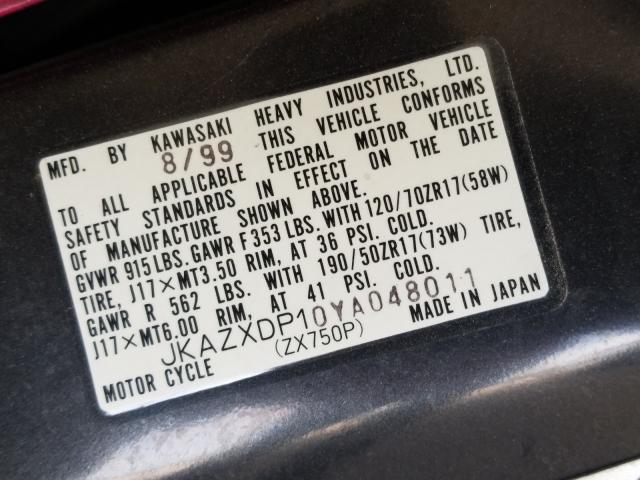 MFD. BY KAWASAKI HEAVY INDUSTRIES, LTD.
8/99 THIS VEHICLE CONFORMS
TO ALL APPLICABLE FEDERAL MOTOR VEHICLE
SAFETY STANDARDS IN EFFECT ON THE DATE
OF MANUFACTURE SHOWN ABOVE.
GVWR 915 LBS. GAWR F 353 LBS. WITH 120/70ZR17(58W)
TIRE, J17×MT3.50 RIM, AT 36 PSI. COLD.
GAWR R 562 LBS. WITH 190/50ZR17(73W) TIRE,
J17×MT6.00 RIM, AT 41 PSI. COLD.
JKAZXDP10YA048011
MOTOR CYCLE (ZX750P) MADE IN JAPAN